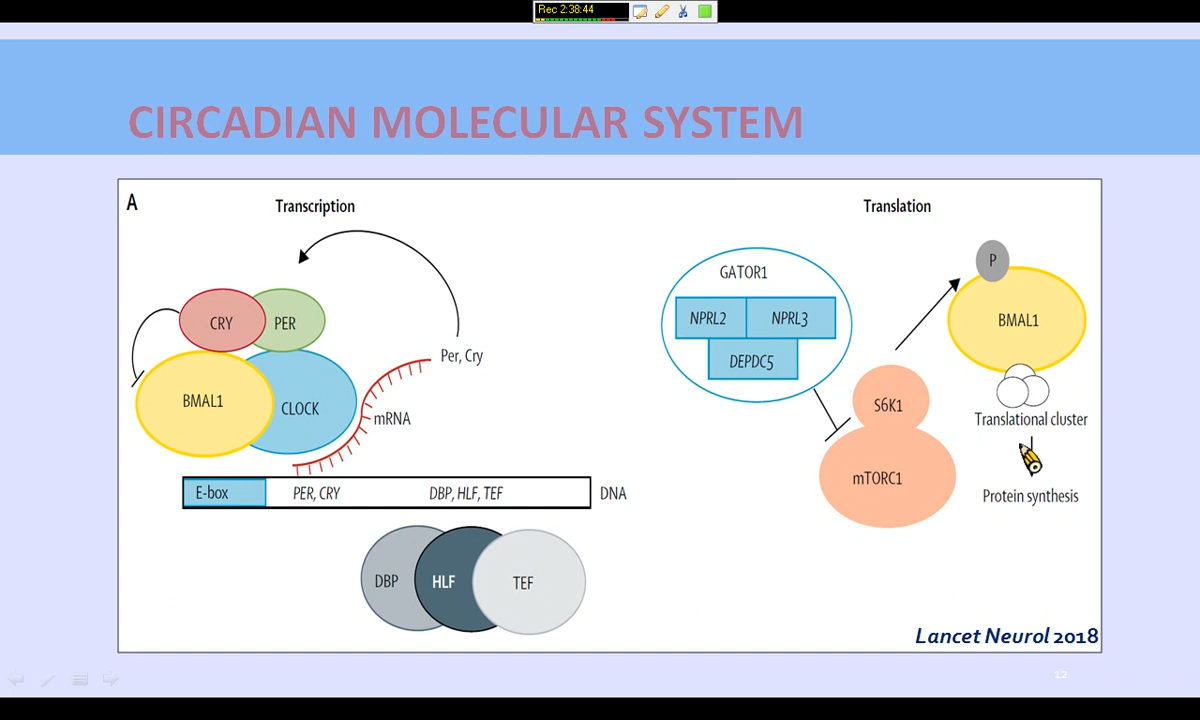 Rec 2:38:44
CIRCADIAN MOLECULAR SYSTEM
A
Transcription
CRY
PER
BMAL1
CLOCK
Per, Cry
mRNA
E-box
PER, CRY
DBP, HLF, TEF
DNA
DBP
HLF
TEF
Translation
GATOR1
NPRL2
NPRL3
DEPDC5
S6K1
mTORC1
P
BMAL1
Translational cluster
Protein synthesis
Lancet Neurol 2018
12